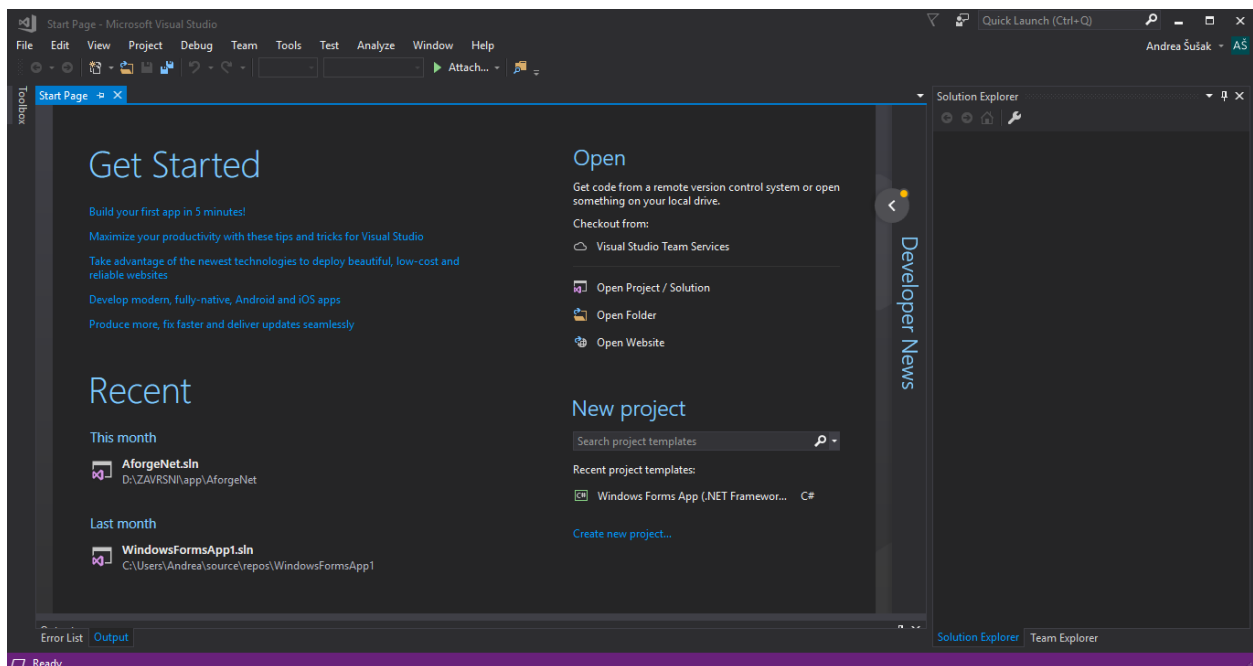 Start Page - Microsoft Visual Studio
Quick Launch (Ctrl+Q)
File Edit View Project Debug Team Tools Test Analyze Window Help
Andrea Šušak AŠ
Attach...
Toolbox
Start Page
Solution Explorer
Get Started
Build your first app in 5 minutes!
Maximize your productivity with these tips and tricks for Visual Studio
Take advantage of the newest technologies to deploy beautiful, low-cost and
reliable websites
Develop modern, fully-native, Android and iOS apps
Produce more, fix faster and deliver updates seamlessly
Recent
This month
AforgeNet.sln
D:\ZAVRSNI\app\AforgeNet
Last month
WindowsFormsApp1.sln
C:\Users\Andrea\source\repos\WindowsFormsApp1
Open
Get code from a remote version control system or open
something on your local drive.
Checkout from:
Visual Studio Team Services
Open Project / Solution
Open Folder
Open Website
New project
Search project templates
Recent project templates:
C# Windows Forms App (.NET Framewor... C#
Create new project...
Developer News
Error List Output
Solution Explorer Team Explorer
Ready